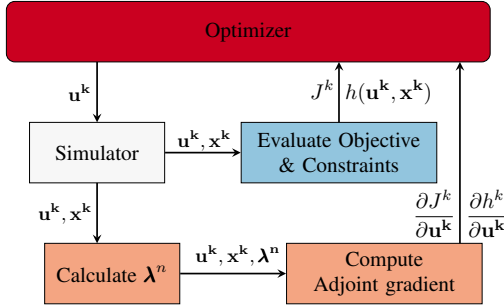 Optimizer
𝐮^𝐤
J^k h(𝐮^𝐤, 𝐱^𝐤)
Simulator
𝐮^𝐤, 𝐱^𝐤
Evaluate Objective
& Constraints
𝐮^𝐤, 𝐱^𝐤
∂J^k/∂𝐮^𝐤 ∂h^k/∂𝐮^𝐤
Calculate 𝛌^n
𝐮^𝐤, 𝐱^𝐤, 𝛌^𝐧
Compute
Adjoint gradient